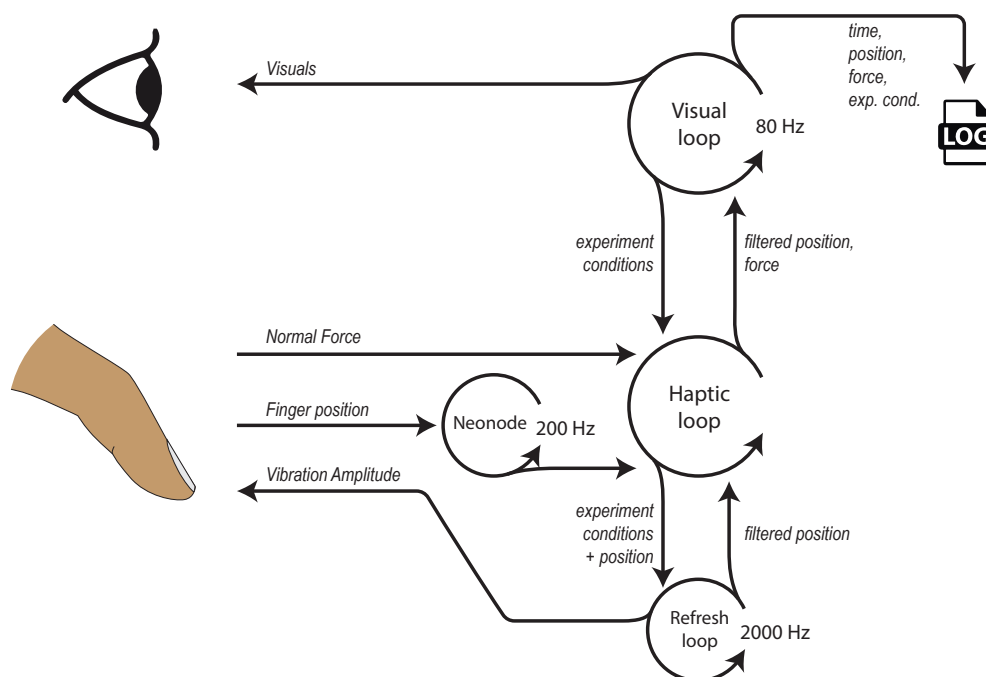 time,
position,
force,
exp. cond.
LOG
Visuals
Visual
loop
80 Hz
experiment
conditions
filtered position,
force
Normal Force
Haptic
loop
Finger position
Neonode
200 Hz
Vibration Amplitude
experiment
conditions
+ position
filtered position
Refresh
loop
2000 Hz